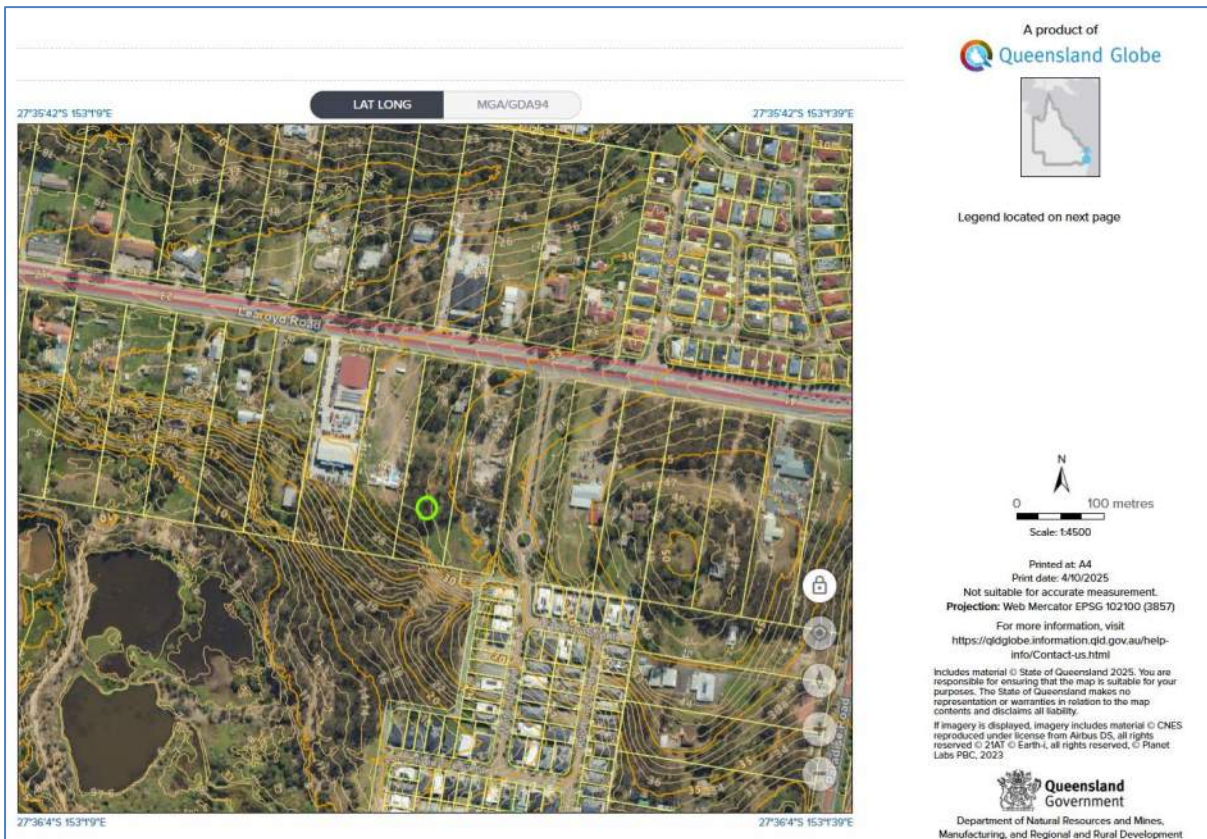 A product of
Queensland Globe
LAT LONG
MGA/GDA94
27°35'42"S 153°1'9"E
27°35'42"S 153°1'39"E
Learoyd Road
Legend located on next page
N
0 100 metres
Scale: 1:4500
Printed at: A4
Print date: 4/10/2025
Not suitable for accurate measurement.
Projection: Web Mercator EPSG 102100 (3857)
For more information, visit
https://qldglobe.information.qld.gov.au/help-
info/Contact-us.html
Includes material © State of Queensland 2025. You are
responsible for ensuring that the map is suitable for your
purposes. The State of Queensland makes no
representation or warranties in relation to the map
contents and disclaims all liability.
If imagery is displayed, imagery includes material © CNES
reproduced under license from Airbus DS, all rights
reserved © 21AT © Earth-i, all rights reserved, © Planet
Labs PBC, 2023
Queensland
Government
27°36'4"S 153°1'9"E
27°36'4"S 153°1'39"E
Department of Natural Resources and Mines,
Manufacturing, and Regional and Rural Development